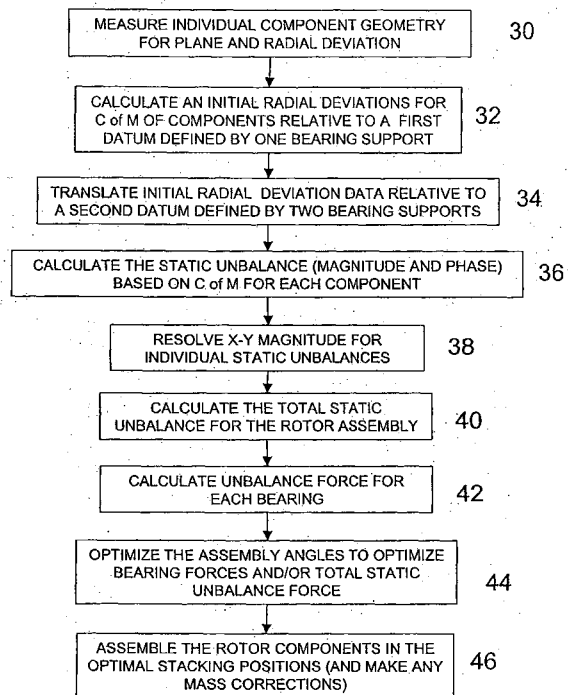 MEASURE INDIVIDUAL COMPONENT GEOMETRY
FOR PLANE AND RADIAL DEVIATION
30
CALCULATE AN INITIAL RADIAL DEVIATIONS FOR
C of M OF COMPONENTS RELATIVE TO A FIRST
DATUM DEFINED BY ONE BEARING SUPPORT
32
TRANSLATE INITIAL RADIAL DEVIATION DATA RELATIVE TO
A SECOND DATUM DEFINED BY TWO BEARING SUPPORTS
34
CALCULATE THE STATIC UNBALANCE (MAGNITUDE AND PHASE)
BASED ON C of M FOR EACH COMPONENT
36
RESOLVE X-Y MAGNITUDE FOR
INDIVIDUAL STATIC UNBALANCES
38
CALCULATE THE TOTAL STATIC
UNBALANCE FOR THE ROTOR ASSEMBLY
40
CALCULATE UNBALANCE FORCE FOR
EACH BEARING
42
OPTIMIZE THE ASSEMBLY ANGLES TO OPTIMIZE
BEARING FORCES AND/OR TOTAL STATIC
UNBALANCE FORCE
44
ASSEMBLE THE ROTOR COMPONENTS IN THE
OPTIMAL STACKING POSITIONS (AND MAKE ANY
MASS CORRECTIONS)
46